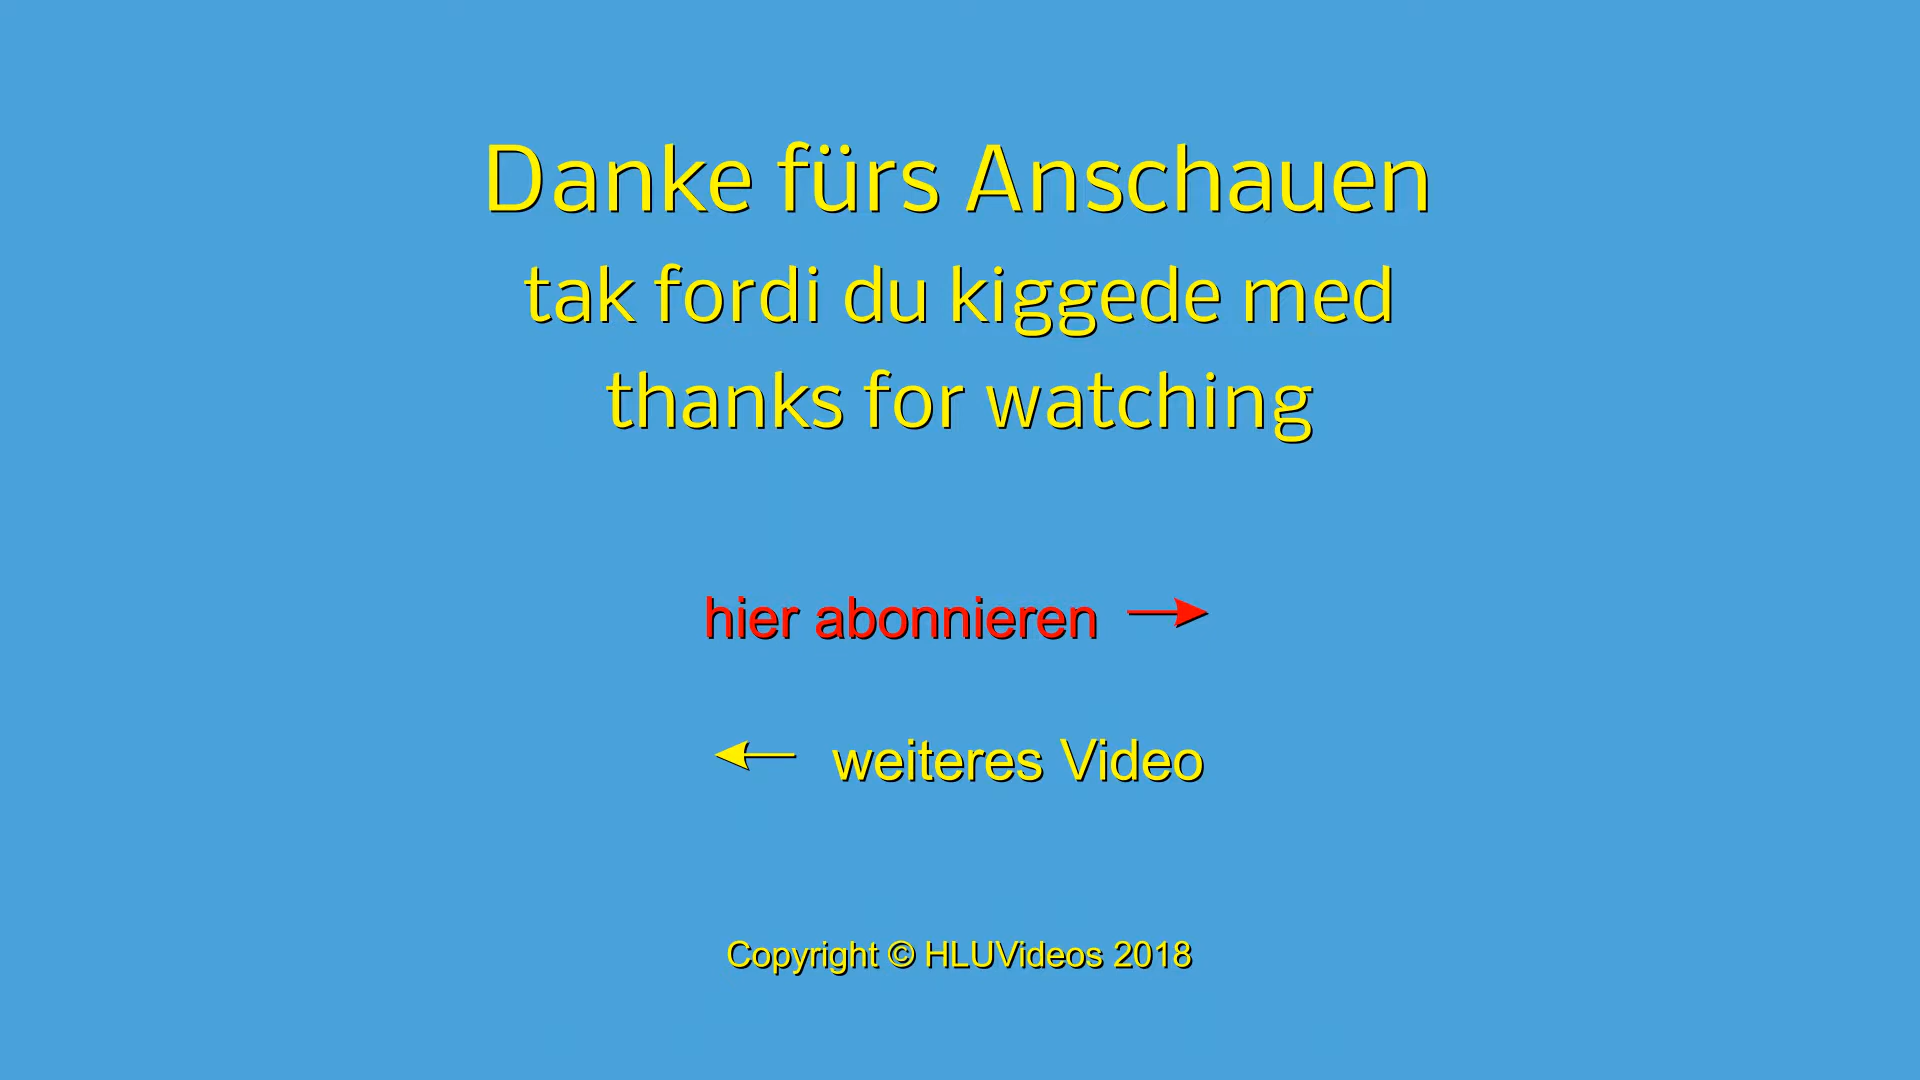 Danke fürs Anschauen
tak fordi du kiggede med
thanks for watching
hier abonnieren →
← weiteres Video
Copyright © HLUVideos 2018